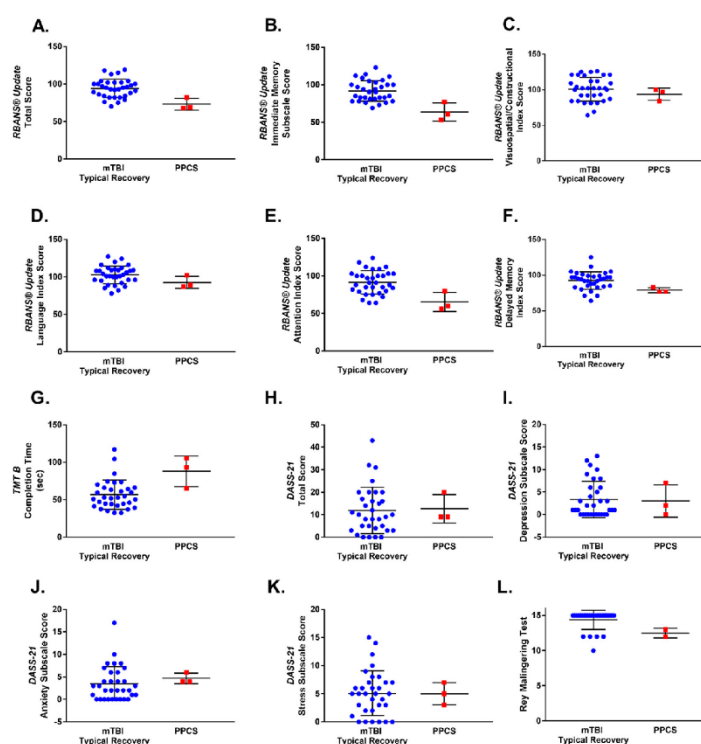 A.
RBANS® Update
Total Score
150
100
50
0
mTBI
Typical Recovery
PPCS
B.
RBANS® Update
Immediate Memory
Subscale Score
150
100
50
0
mTBI
Typical Recovery
PPCS
C.
RBANS® Update
Visuospatial/Constructional
Index Score
150
100
50
0
mTBI
Typical Recovery
PPCS
D.
RBANS® Update
Language Index Score
150
100
50
0
mTBI
Typical Recovery
PPCS
E.
RBANS® Update
Attention Index Score
150
100
50
0
mTBI
Typical Recovery
PPCS
F.
RBANS® Update
Delayed Memory
Index Score
150
100
50
0
mTBI
Typical Recovery
PPCS
G.
TMT B
Completion Time
(sec)
150
100
50
0
mTBI
Typical Recovery
PPCS
H.
DASS-21
Total Score
50
40
30
20
10
0
mTBI
Typical Recovery
PPCS
I.
DASS-21
Depression Subscale Score
20
15
10
5
0
-5
mTBI
Typical Recovery
PPCS
J.
DASS-21
Anxiety Subscale Score
20
15
10
5
0
-5
mTBI
Typical Recovery
PPCS
K.
DASS-21
Stress Subscale Score
20
15
10
5
0
mTBI
Typical Recovery
PPCS
L.
Rey Malingering Test
15
10
5
0
mTBI
Typical Recovery
PPCS